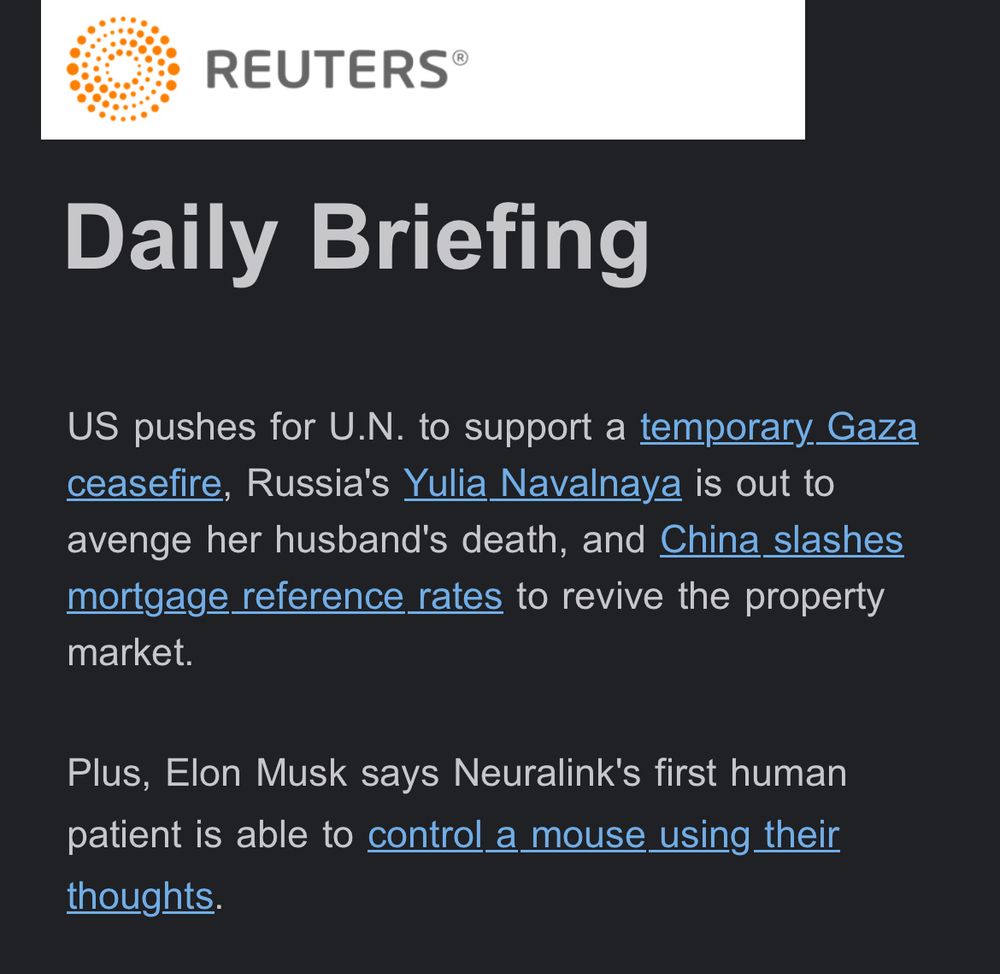 REUTERS®
Daily Briefing
US pushes for U.N. to support a temporary Gaza
ceasefire, Russia's Yulia Navalnaya is out to
avenge her husband's death, and China slashes
mortgage reference rates to revive the property
market.
Plus, Elon Musk says Neuralink's first human
patient is able to control a mouse using their
thoughts.